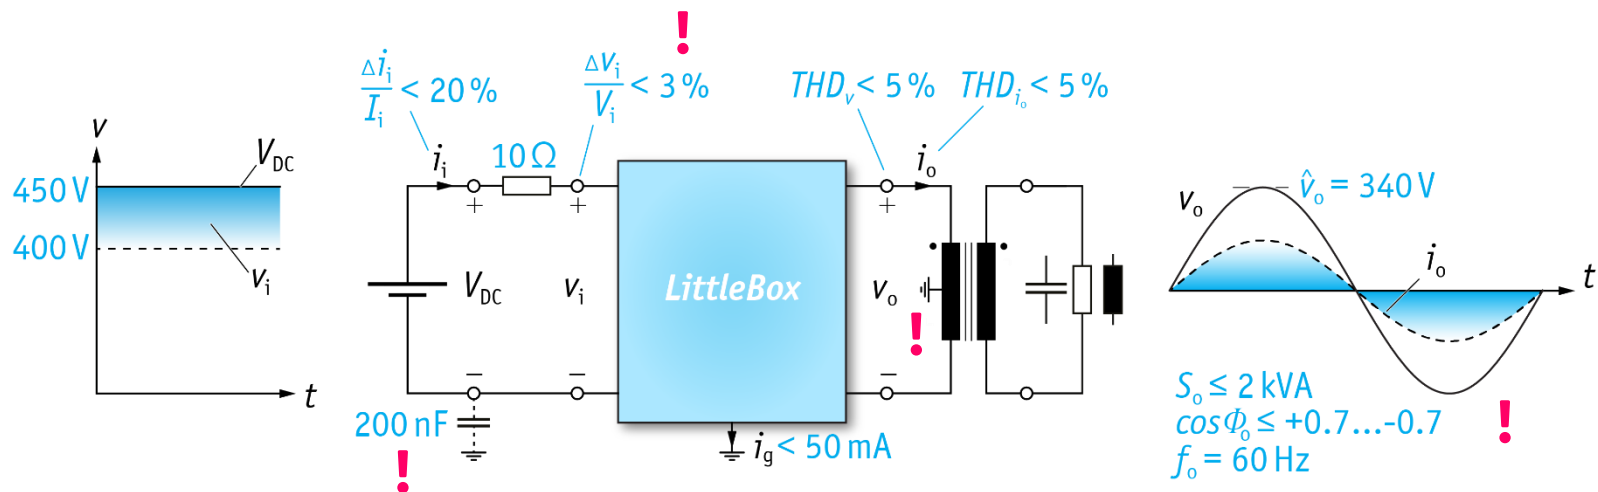 v
450 V
400 V
V_DC
v_i
t
Δi_i / I_i < 20 %
Δv_i / V_i < 3 %
!
THD_v < 5 %
THD_{i_o} < 5 %
i_i
10 Ω
i_o
+
+
+
V_DC
v_i
LittleBox
v_o
!
−
−
−
200 nF
!
i_g < 50 mA
v_o
v̂_o = 340 V
i_o
t
S_o ≤ 2 kVA
cosΦ_o ≤ +0.7...-0.7
f_o = 60 Hz
!